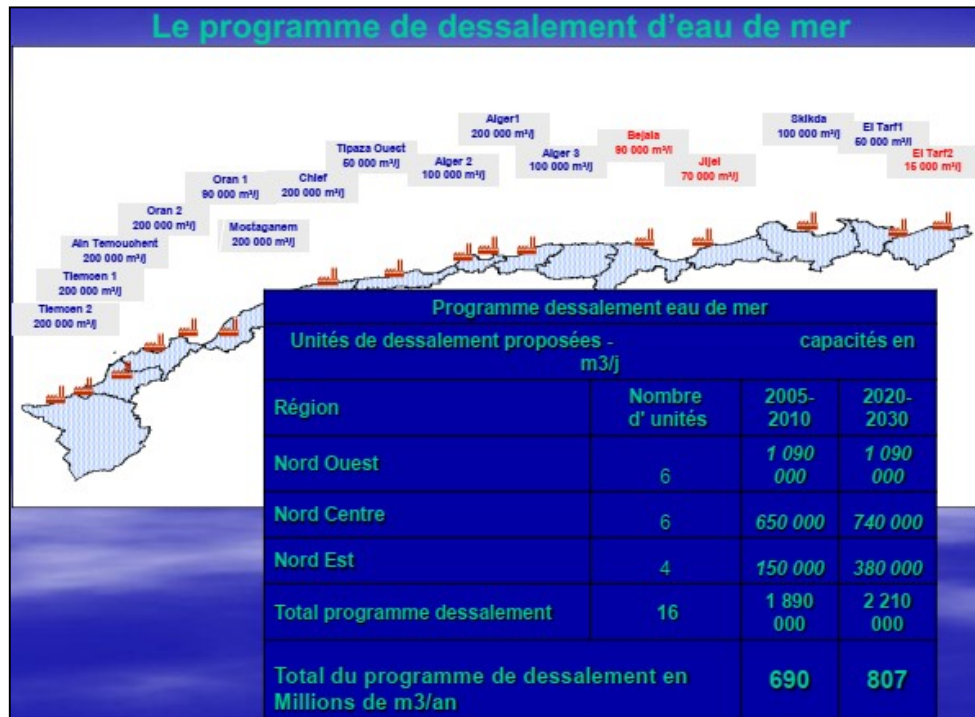 Le programme de dessalement d'eau de mer
Alger1
200 000 m³/j
Skikda
100 000 m³/j
El Tarf1
50 000 m³/j
Bejaia
90 000 m³/j
Tipaza Ouest
50 000 m³/j
Alger 2
100 000 m³/j
Alger 3
100 000 m³/j
Jijel
70 000 m³/j
El Tarf2
15 000 m³/j
Oran 1
90 000 m³/j
Chlef
200 000 m³/j
Oran 2
200 000 m³/j
Mostaganem
200 000 m³/j
Ain Temouchent
200 000 m³/j
Tlemcen 1
200 000 m³/j
Tlemcen 2
200 000 m³/j
Programme dessalement eau de mer
Unités de dessalement proposées - capacités en
m3/j
Région
Nombre
d' unités
2005-
2010
2020-
2030
Nord Ouest
6
1 090
000
1 090
000
Nord Centre
6
650 000
740 000
Nord Est
4
150 000
380 000
Total programme dessalement
16
1 890
000
2 210
000
Total du programme de dessalement en
Millions de m3/an
690
807